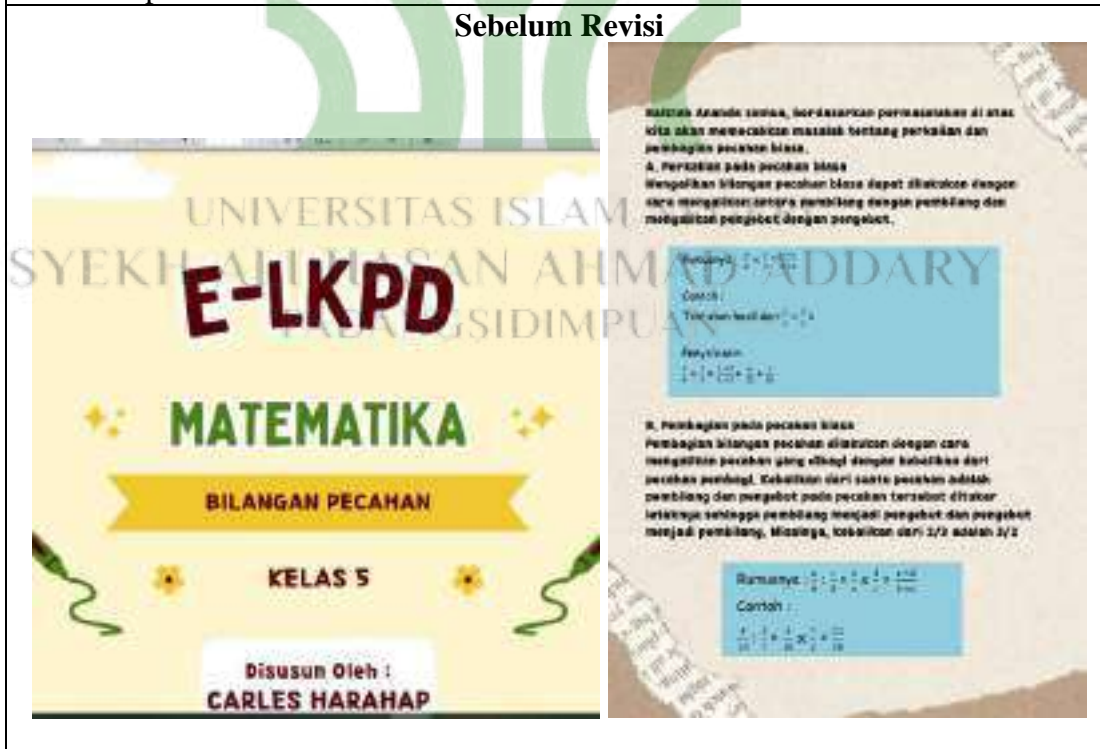 Sebelum Revisi
UNIVERSITAS ISLAM
SYEKH ALI HASAN AHMAD ADDARY
PADANGSIDIMPUAN
E-LKPD
MATEMATIKA
BILANGAN PECAHAN
KELAS 5
Disusun Oleh :
CARLES HARAHAP
Ananda semua, berdasarkan permasalahan di atas
kita akan memecahkan masalah tentang perkalian dan
pembagian pecahan biasa.
A. Perkalian pada pecahan biasa
Mengalikan bilangan pecahan biasa dapat dilakukan dengan
cara mengalikan antara pembilang dengan pembilang dan
mengalikan penyebut dengan penyebut.
Rumusnya :
Contoh :
Tentukan hasil dari
Penyelesaian
B. Pembagian pada pecahan biasa
Pembagian bilangan pecahan dilakukan dengan cara
mengalikan pecahan yang dibagi dengan kebalikan dari
pecahan pembagi. Kebalikan dari suatu pecahan adalah
pembilang dan penyebut pada pecahan tersebut ditukar
letaknya sehingga pembilang menjadi penyebut dan penyebut
menjadi pembilang, Misalnya, kebalikan dari 2/3 adalah 3/2
Rumusnya :
Contoh :